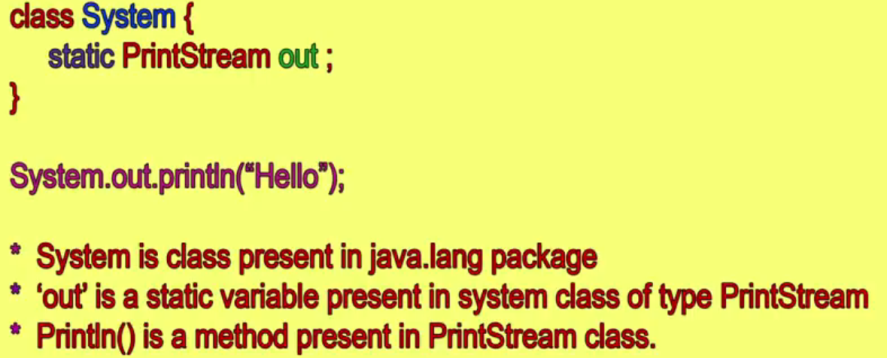 class System {
static PrintStream out ;
}
System.out.println(“Hello”);
* System is class present in java.lang package
* ‘out’ is a static variable present in system class of type PrintStream
* Println() is a method present in PrintStream class.